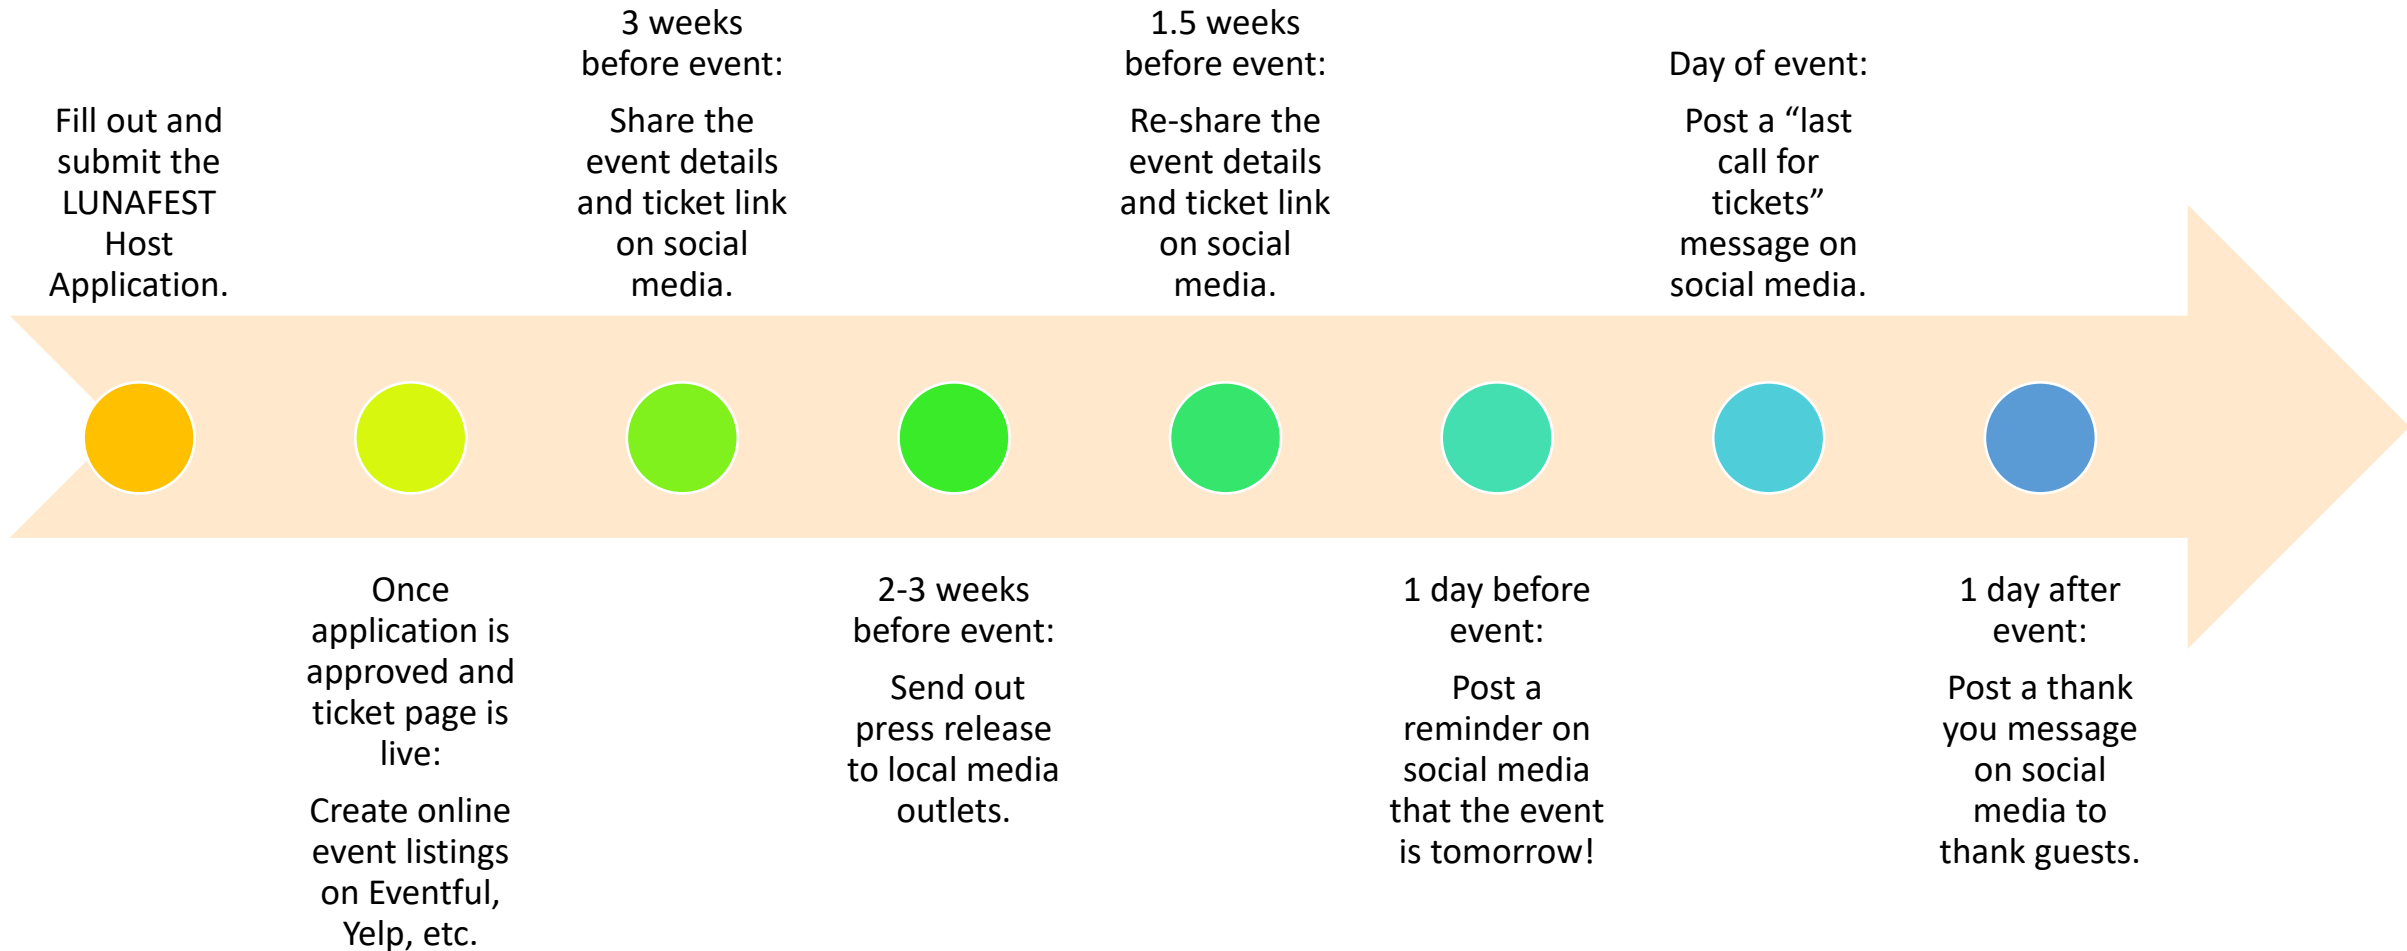 Fill out and
submit the
LUNAFEST
Host
Application.
Once
application is
approved and
ticket page is
live:
Create online
event listings
on Eventful,
Yelp, etc.
3 weeks
before event:
Share the
event details
and ticket link
on social
media.
2-3 weeks
before event:
Send out
press release
to local media
outlets.
1.5 weeks
before event:
Re-share the
event details
and ticket link
on social
media.
1 day before
event:
Post a
reminder on
social media
that the event
is tomorrow!
Day of event:
Post a “last
call for
tickets”
message on
social media.
1 day after
event:
Post a thank
you message
on social
media to
thank guests.